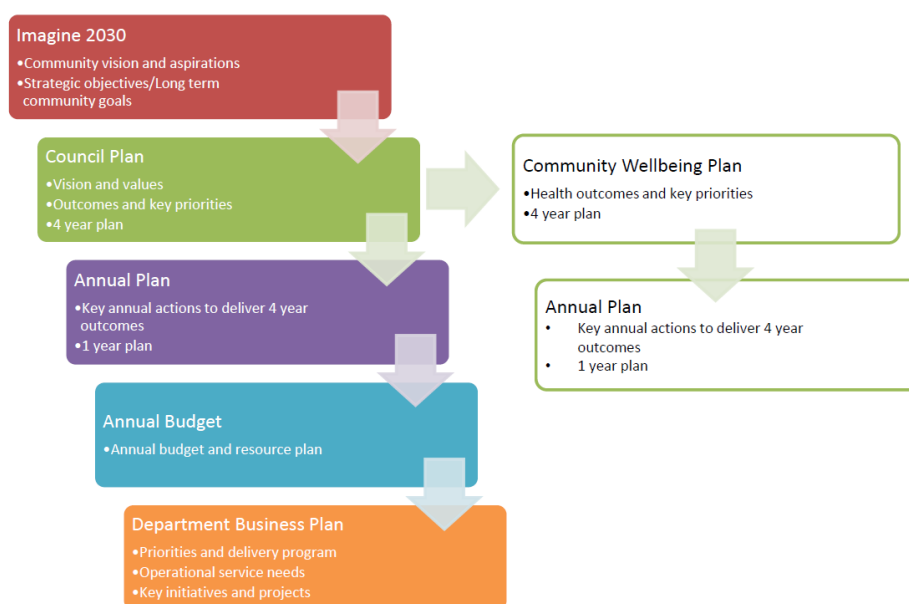 Imagine 2030
•Community vision and aspirations
•Strategic objectives/Long term
community goals
Council Plan
•Vision and values
•Outcomes and key priorities
•4 year plan
Community Wellbeing Plan
•Health outcomes and key priorities
•4 year plan
Annual Plan
•Key annual actions to deliver 4 year
outcomes
•1 year plan
Annual Plan
• Key annual actions to deliver 4 year
outcomes
• 1 year plan
Annual Budget
•Annual budget and resource plan
Department Business Plan
•Priorities and delivery program
•Operational service needs
•Key initiatives and projects